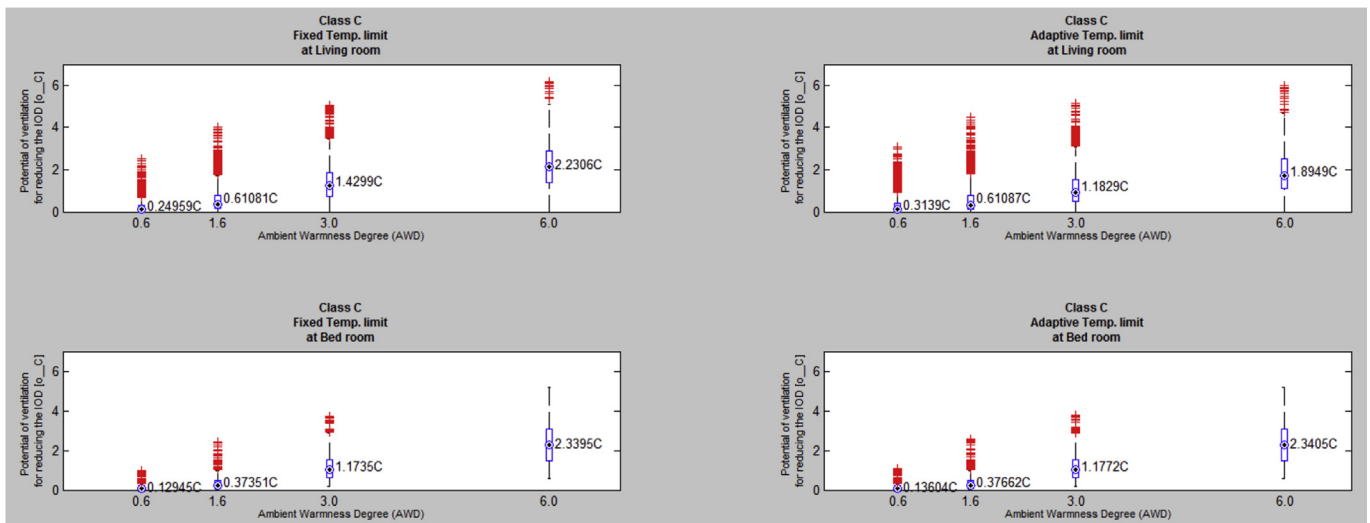 Class C
Fixed Temp. limit
at Living room
Potential of ventilation
for reducing the IOD [o__C]
6
4
2
0
0.24959C
0.61081C
1.4299C
2.2306C
0.6
1.6
3.0
6.0
Ambient Warmness Degree (AWD)
Class C
Adaptive Temp. limit
at Living room
Potential of ventilation
for reducing the IOD [o__C]
6
4
2
0
0.3139C
0.61087C
1.1829C
1.8949C
0.6
1.6
3.0
6.0
Ambient Warmness Degree (AWD)
Class C
Fixed Temp. limit
at Bed room
Potential of ventilation
for reducing the IOD [o__C]
6
4
2
0
0.12945C
0.37351C
1.1735C
2.3395C
0.6
1.6
3.0
6.0
Ambient Warmness Degree (AWD)
Class C
Adaptive Temp. limit
at Bed room
Potential of ventilation
for reducing the IOD [o__C]
6
4
2
0
0.13604C
0.37662C
1.1772C
2.3405C
0.6
1.6
3.0
6.0
Ambient Warmness Degree (AWD)